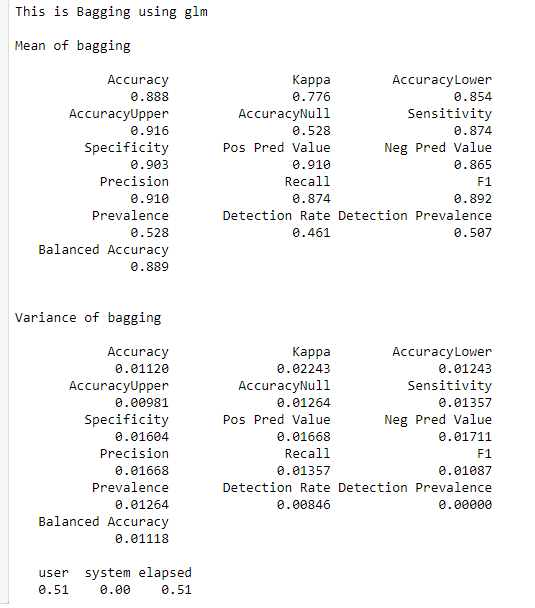 This is Bagging using glm
Mean of bagging
Accuracy Kappa AccuracyLower
0.888 0.776 0.854
AccuracyUpper AccuracyNull Sensitivity
0.916 0.528 0.874
Specificity Pos Pred Value Neg Pred Value
0.903 0.910 0.865
Precision Recall F1
0.910 0.874 0.892
Prevalence Detection Rate Detection Prevalence
0.528 0.461 0.507
Balanced Accuracy
0.889
Variance of bagging
Accuracy Kappa AccuracyLower
0.01120 0.02243 0.01243
AccuracyUpper AccuracyNull Sensitivity
0.00981 0.01264 0.01357
Specificity Pos Pred Value Neg Pred Value
0.01604 0.01668 0.01711
Precision Recall F1
0.01668 0.01357 0.01087
Prevalence Detection Rate Detection Prevalence
0.01264 0.00846 0.00000
Balanced Accuracy
0.01118
user system elapsed
0.51 0.00 0.51